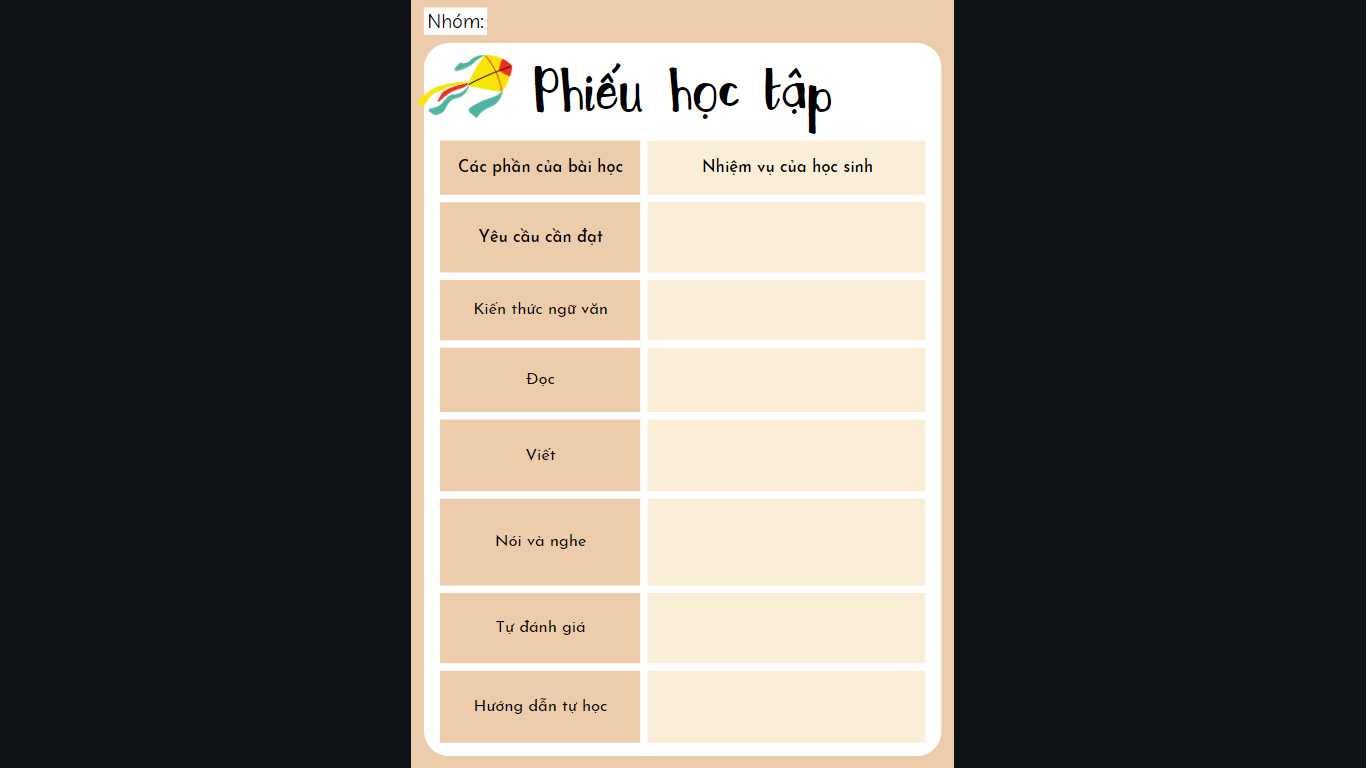 Nhóm:
Phiếu học tập
Các phần của bài học
Nhiệm vụ của học sinh
Yêu cầu cần đạt
Kiến thức ngữ văn
Đọc
Viết
Nói và nghe
Tự đánh giá
Hướng dẫn tự học